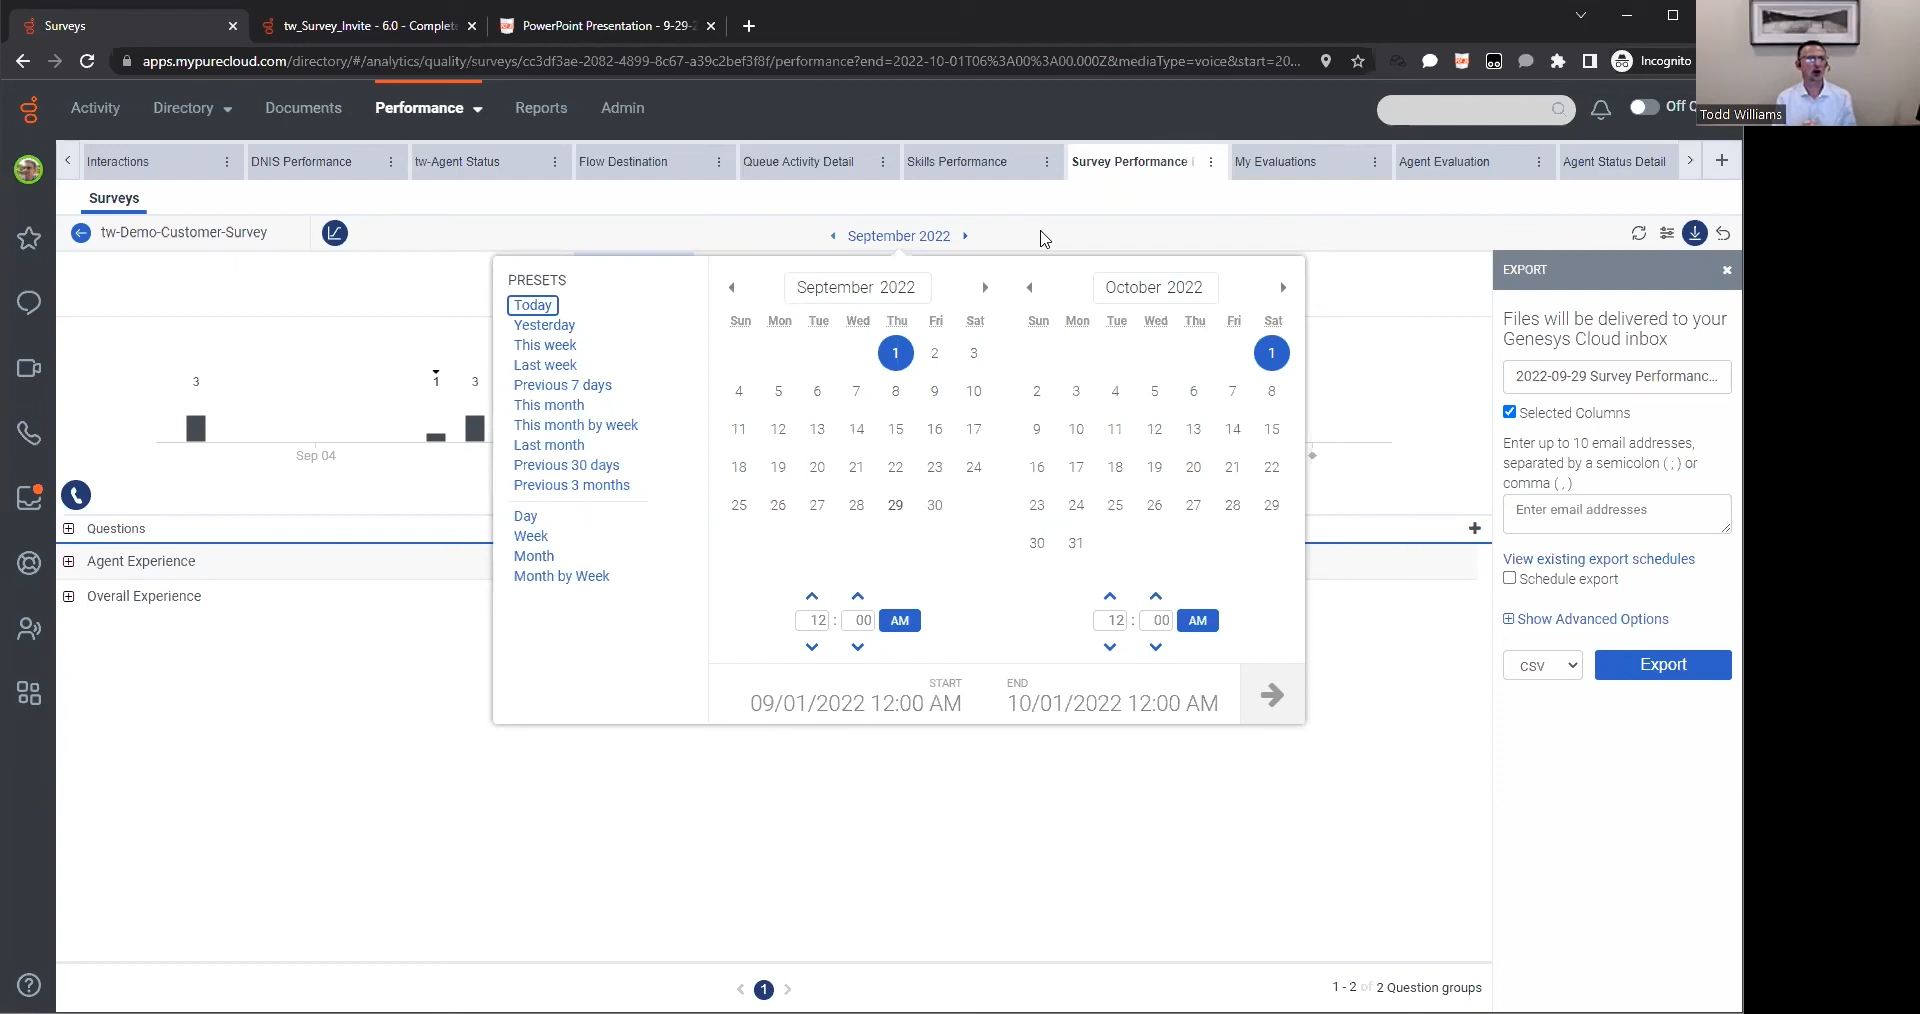 Surveys
tw_Survey_Invite - 6.0 - Complete
PowerPoint Presentation - 9-29-2
apps.mypurecloud.com/directory/#/analytics/quality/surveys/cc3df3ae-2082-4899-8c67-a39c2bef3f8f/performance?end=2022-10-01T06%3A00%3A00.000Z&mediaType=voice&start=20...
Incognito
Activity
Directory
Documents
Performance
Reports
Admin
Off
Todd Williams
Interactions
DNIS Performance
tw-Agent Status
Flow Destination
Queue Activity Detail
Skills Performance
Survey Performance
My Evaluations
Agent Evaluation
Agent Status Detail
Surveys
tw-Demo-Customer-Survey
September 2022
3
1
3
Sep 04
Questions
Agent Experience
Overall Experience
PRESETS
Today
Yesterday
This week
Last week
Previous 7 days
This month
This month by week
Last month
Previous 30 days
Previous 3 months
Day
Week
Month
Month by Week
September 2022
Sun Mon Tue Wed Thu Fri Sat
1 2 3
4 5 6 7 8 9 10
11 12 13 14 15 16 17
18 19 20 21 22 23 24
25 26 27 28 29 30
12 : 00 AM
October 2022
Sun Mon Tue Wed Thu Fri Sat
1
2 3 4 5 6 7 8
9 10 11 12 13 14 15
16 17 18 19 20 21 22
23 24 25 26 27 28 29
30 31
12 : 00 AM
START
09/01/2022 12:00 AM
END
10/01/2022 12:00 AM
EXPORT
Files will be delivered to your
Genesys Cloud inbox
2022-09-29 Survey Performanc...
Selected Columns
Enter up to 10 email addresses,
separated by a semicolon ( ; ) or
comma ( , )
Enter email addresses
View existing export schedules
Schedule export
Show Advanced Options
csv
Export
1
1 - 2 of 2 Question groups